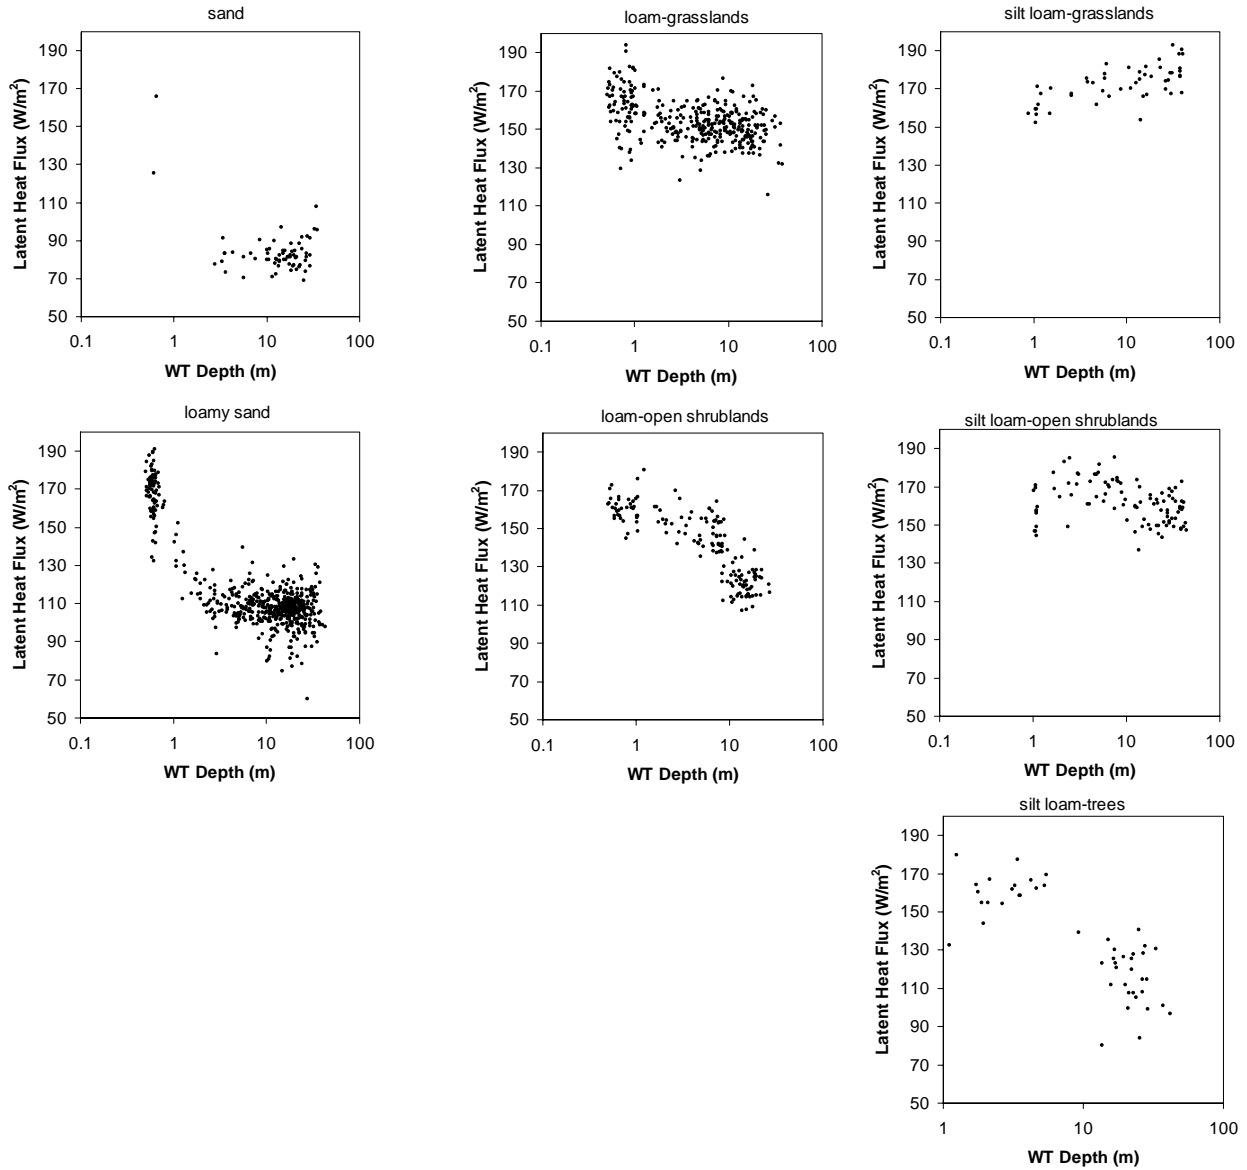 sand
190
170
150
130
110
90
70
50
Latent Heat Flux (W/m²)
0.1 1 10 100
WT Depth (m)
loam-grasslands
190
170
150
130
110
90
70
50
Latent Heat Flux (W/m²)
0.1 1 10 100
WT Depth (m)
silt loam-grasslands
190
170
150
130
110
90
70
50
Latent Heat Flux (W/m²)
0.1 1 10 100
WT Depth (m)
loamy sand
190
170
150
130
110
90
70
50
Latent Heat Flux (W/m²)
0.1 1 10 100
WT Depth (m)
loam-open shrublands
190
170
150
130
110
90
70
50
Latent Heat Flux (W/m²)
0.1 1 10 100
WT Depth (m)
silt loam-open shrublands
190
170
150
130
110
90
70
50
Latent Heat Flux (W/m²)
0.1 1 10 100
WT Depth (m)
silt loam-trees
190
170
150
130
110
90
70
50
Latent Heat Flux (W/m²)
1 10 100
WT Depth (m)